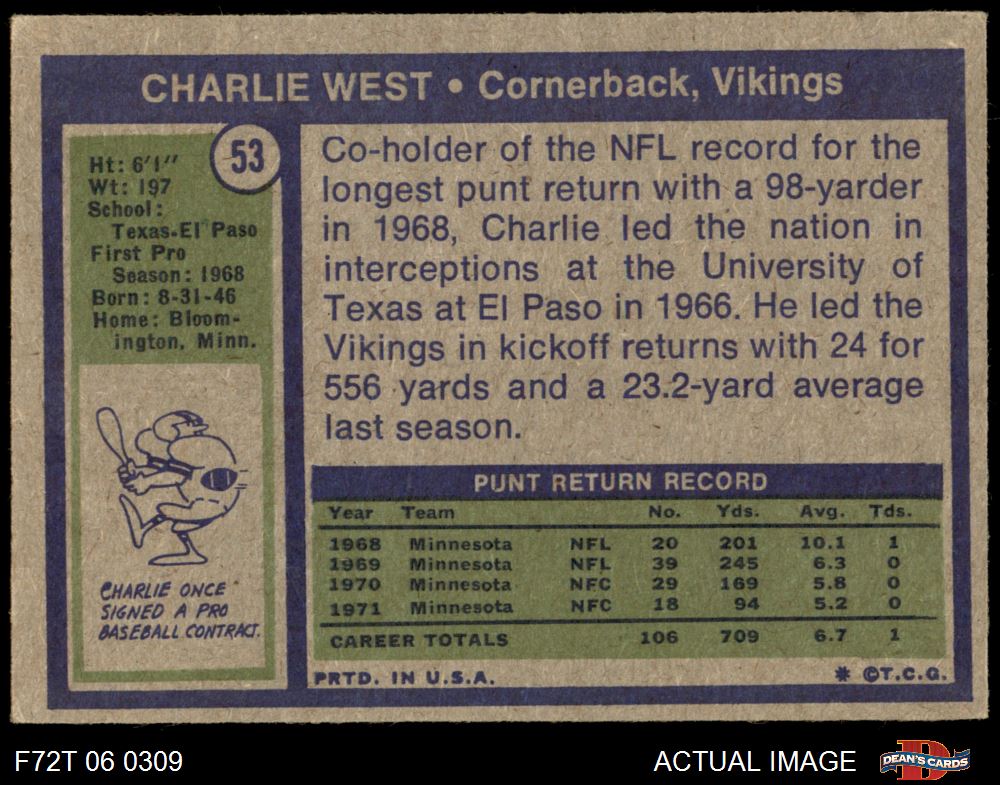 CHARLIE WEST • Cornerback, Vikings
53
Ht: 6'1"
Wt: 197
School:
Texas-El Paso
First Pro
Season: 1968
Born: 8-31-46
Home: Bloom-
ington, Minn.
CHARLIE ONCE
SIGNED A PRO
BASEBALL CONTRACT.
Co-holder of the NFL record for the
longest punt return with a 98-yarder
in 1968, Charlie led the nation in
interceptions at the University of
Texas at El Paso in 1966. He led the
Vikings in kickoff returns with 24 for
556 yards and a 23.2-yard average
last season.
PUNT RETURN RECORD
Year Team No. Yds. Avg. Tds.
1968 Minnesota NFL 20 201 10.1 1
1969 Minnesota NFL 39 245 6.3 0
1970 Minnesota NFC 29 169 5.8 0
1971 Minnesota NFC 18 94 5.2 0
CAREER TOTALS 106 709 6.7 1
PRTD. IN U.S.A. * ©T.C.G.
F72T 06 0309 ACTUAL IMAGE DEAN'S CARDS